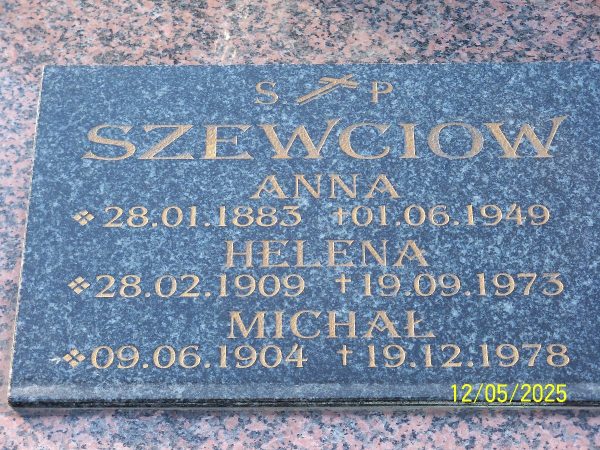 S P
SZEWCIOW
ANNA
28.01.1883 †01.06.1949
HELENA
28.02.1909 †19.09.1973
MICHAŁ
09.06.1904 †19.12.1978
12/05/2025